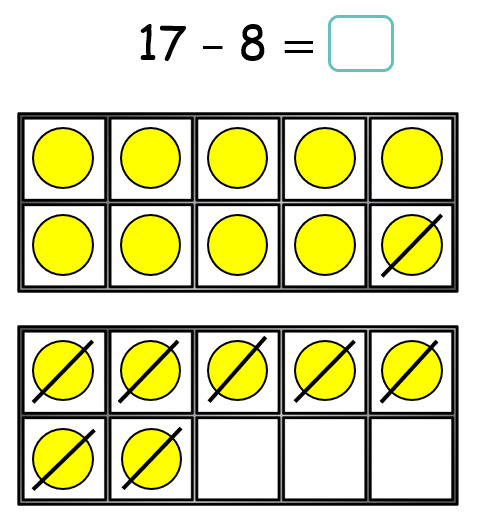 17 – 8 =